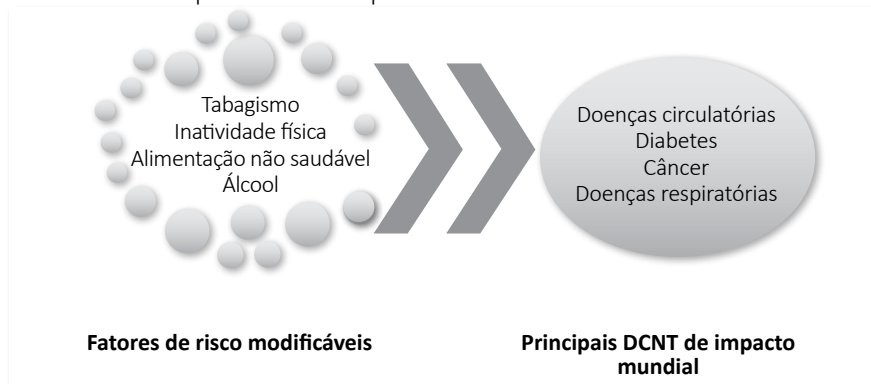 Tabagismo
Inatividade física
Alimentação não saudável
Álcool
Doenças circulatórias
Diabetes
Câncer
Doenças respiratórias
Fatores de risco modificáveis
Principais DCNT de impacto
mundial